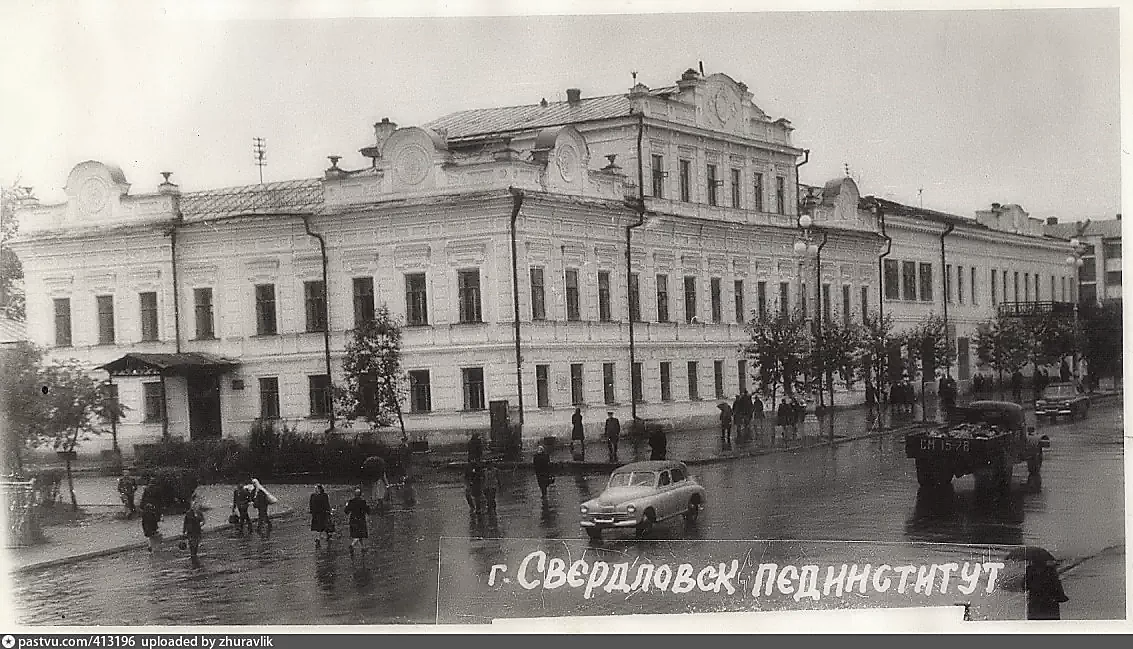 СИ 15-78
г. Свердловск пединститут
pastvu.com/413196 uploaded by zhuravlik